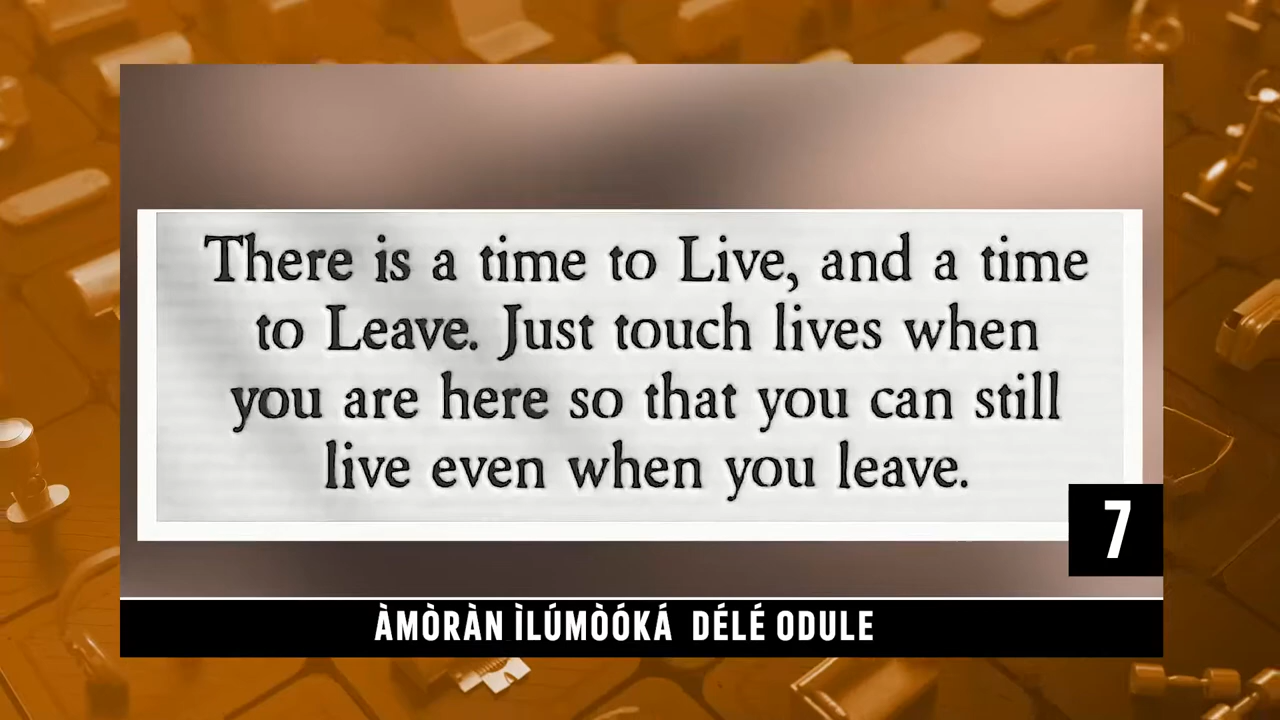 There is a time to Live, and a time
to Leave. Just touch lives when
you are here so that you can still
live even when you leave.
7
ÀMÒRÀN ÌLÚMÒÓKÁ DÉLÉ ODULE